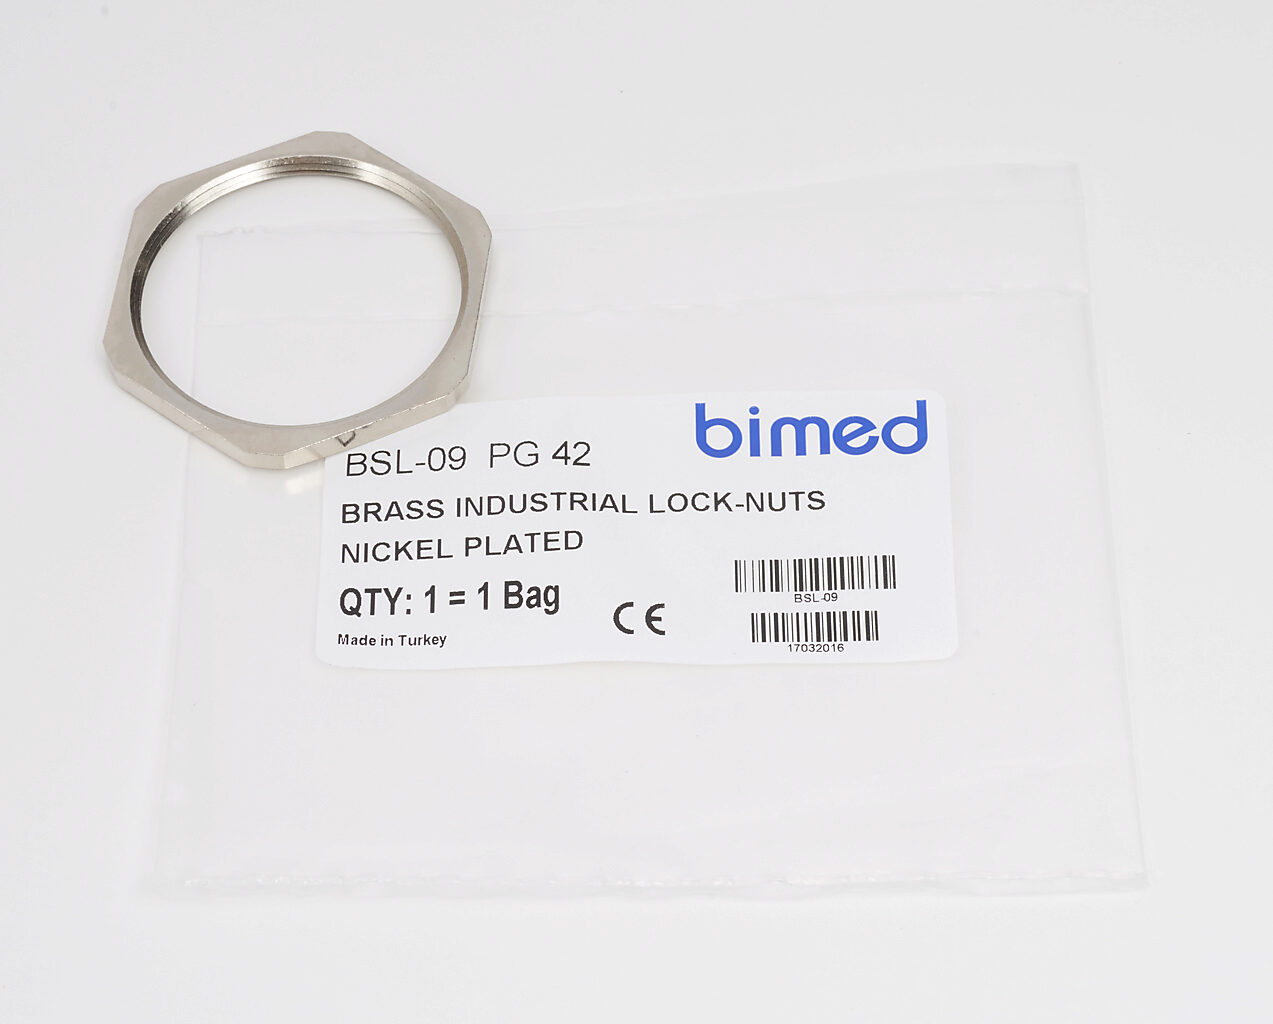 bimed
BSL-09 PG 42
BRASS INDUSTRIAL LOCK-NUTS
NICKEL PLATED
QTY: 1 = 1 Bag
CE
Made in Turkey
BSL-09
17032016